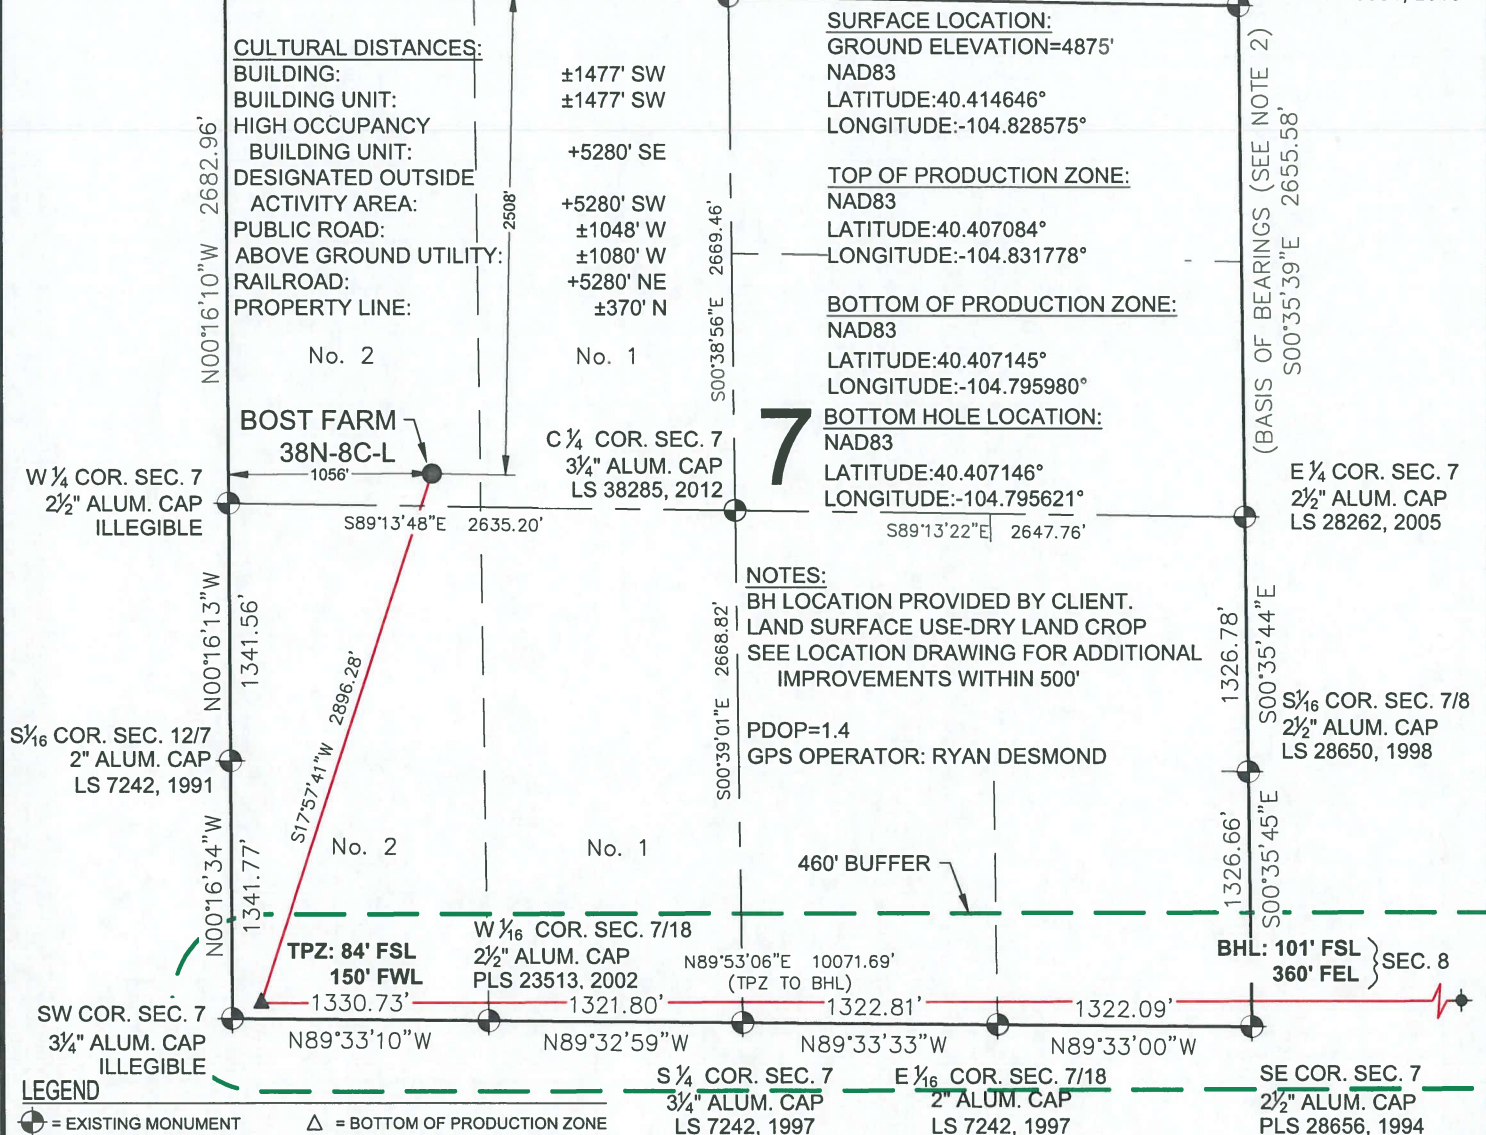 CULTURAL DISTANCES:
BUILDING: ±1477' SW
BUILDING UNIT: ±1477' SW
HIGH OCCUPANCY
BUILDING UNIT: +5280' SE
DESIGNATED OUTSIDE
ACTIVITY AREA: +5280' SW
PUBLIC ROAD: ±1048' W
ABOVE GROUND UTILITY: ±1080' W
RAILROAD: +5280' NE
PROPERTY LINE: ±370' N
SURFACE LOCATION:
GROUND ELEVATION=4875'
NAD83
LATITUDE:40.414646°
LONGITUDE:-104.828575°
TOP OF PRODUCTION ZONE:
NAD83
LATITUDE:40.407084°
LONGITUDE:-104.831778°
BOTTOM OF PRODUCTION ZONE:
NAD83
LATITUDE:40.407145°
LONGITUDE:-104.795980°
BOTTOM HOLE LOCATION:
NAD83
LATITUDE:40.407146°
LONGITUDE:-104.795621°
N00°16'10"W 2682.96'
2508'
S00°38'56"E 2669.46'
(BASIS OF BEARINGS (SEE NOTE 2)
S00°35'39"E 2655.58'
No. 2
No. 1
7
BOST FARM
38N-8C-L
1056'
W ¼ COR. SEC. 7
2½" ALUM. CAP
ILLEGIBLE
C ¼ COR. SEC. 7
3¼" ALUM. CAP
LS 38285, 2012
E ¼ COR. SEC. 7
2½" ALUM. CAP
LS 28262, 2005
S89°13'48"E 2635.20'
S89°13'22"E 2647.76'
NOTES:
BH LOCATION PROVIDED BY CLIENT.
LAND SURFACE USE-DRY LAND CROP
SEE LOCATION DRAWING FOR ADDITIONAL
IMPROVEMENTS WITHIN 500'
PDOP=1.4
GPS OPERATOR: RYAN DESMOND
N00°16'13"W
1341.56'
S17°57'41"W 2896.28'
S00°39'01"E 2668.82'
1326.78'
S00°35'44"E
S1⁄16 COR. SEC. 12/7
2" ALUM. CAP
LS 7242, 1991
S1⁄16 COR. SEC. 7/8
2½" ALUM. CAP
LS 28650, 1998
N00°16'34"W
1341.77'
No. 2
No. 1
460' BUFFER
1326.66'
S00°35'45"E
TPZ: 84' FSL
150' FWL
W 1⁄16 COR. SEC. 7/18
2½" ALUM. CAP
PLS 23513, 2002
N89°53'06"E 10071.69'
(TPZ TO BHL)
BHL: 101' FSL
360' FEL
SEC. 8
1330.73'
1321.80'
1322.81'
1322.09'
SW COR. SEC. 7
3¼" ALUM. CAP
ILLEGIBLE
N89°33'10"W
N89°32'59"W
N89°33'33"W
N89°33'00"W
S ¼ COR. SEC. 7
3¼" ALUM. CAP
LS 7242, 1997
E 1⁄16 COR. SEC. 7/18
2" ALUM. CAP
LS 7242, 1997
SE COR. SEC. 7
2½" ALUM. CAP
PLS 28656, 1994
LEGEND
= EXISTING MONUMENT
= BOTTOM OF PRODUCTION ZONE